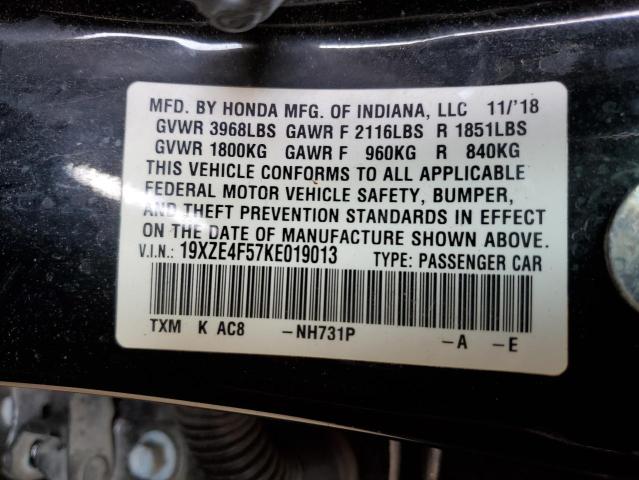 MFD. BY HONDA MFG. OF INDIANA, LLC 11/'18
GVWR 3968LBS GAWR F 2116LBS R 1851LBS
GVWR 1800KG GAWR F 960KG R 840KG
THIS VEHICLE CONFORMS TO ALL APPLICABLE
FEDERAL MOTOR VEHICLE SAFETY, BUMPER,
AND THEFT PREVENTION STANDARDS IN EFFECT
ON THE DATE OF MANUFACTURE SHOWN ABOVE.
V.I.N.: 19XZE4F57KE019013 TYPE: PASSENGER CAR
TXM K AC8 -NH731P -A -E